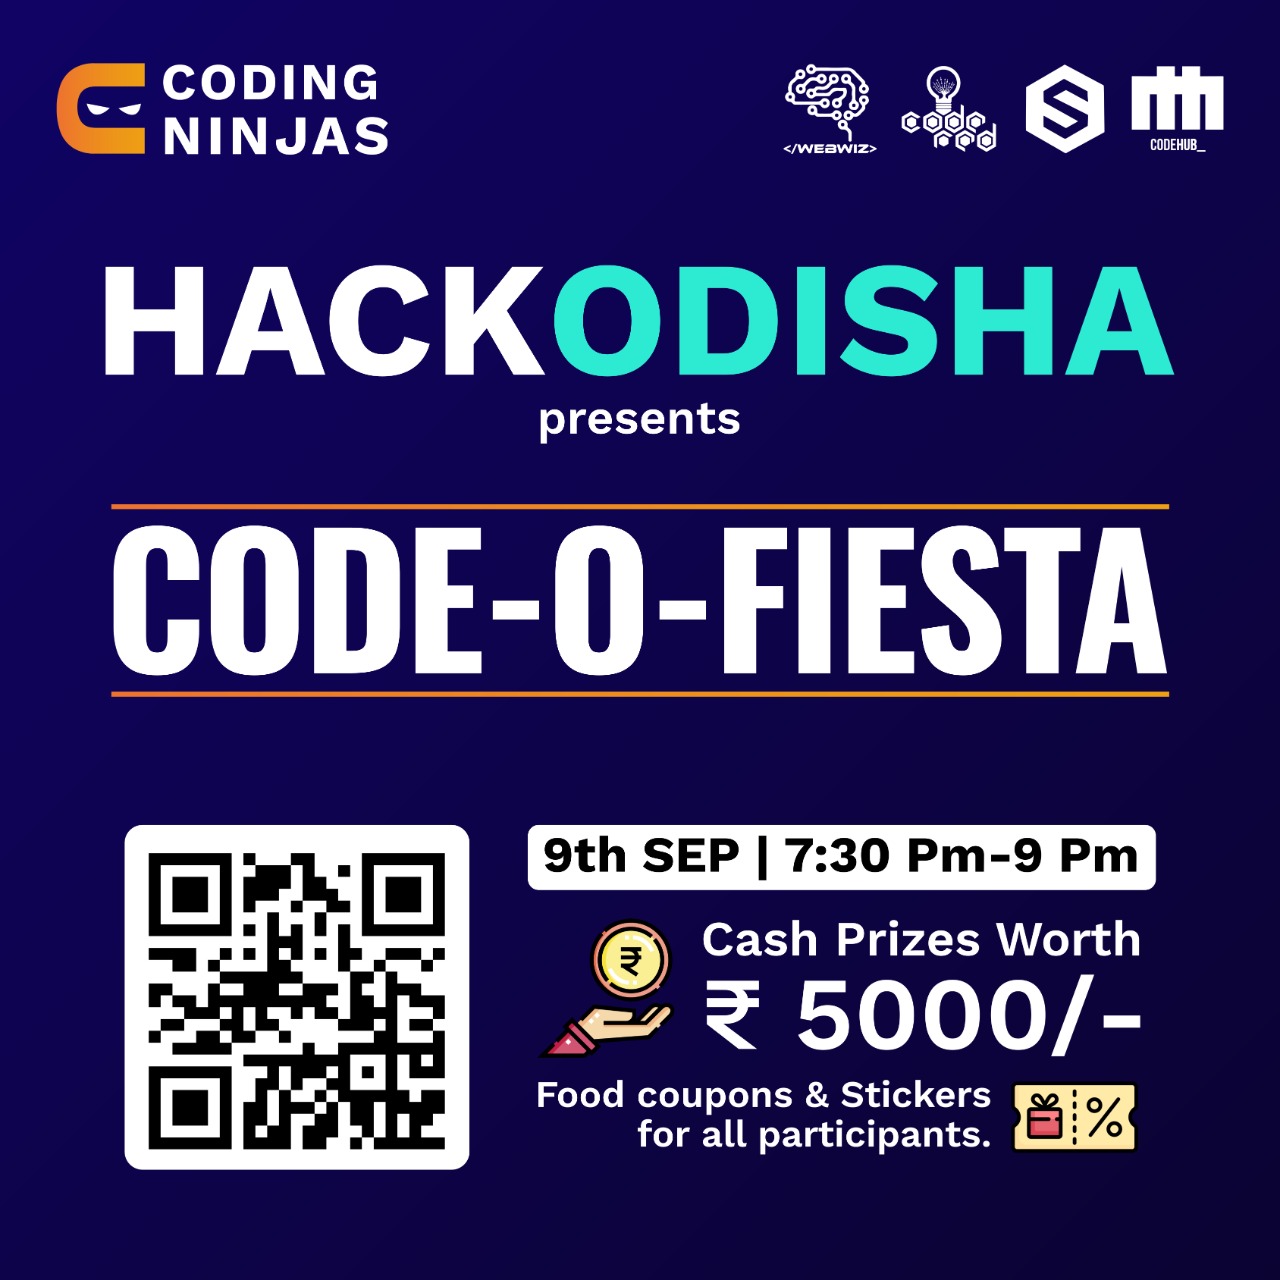 CODING
NINJAS
</WEBWIZ>
CODEHUB_
HACKODISHA
presents
CODE-O-FIESTA
9th SEP | 7:30 Pm-9 Pm
Cash Prizes Worth
₹ 5000/-
Food coupons & Stickers
for all participants.